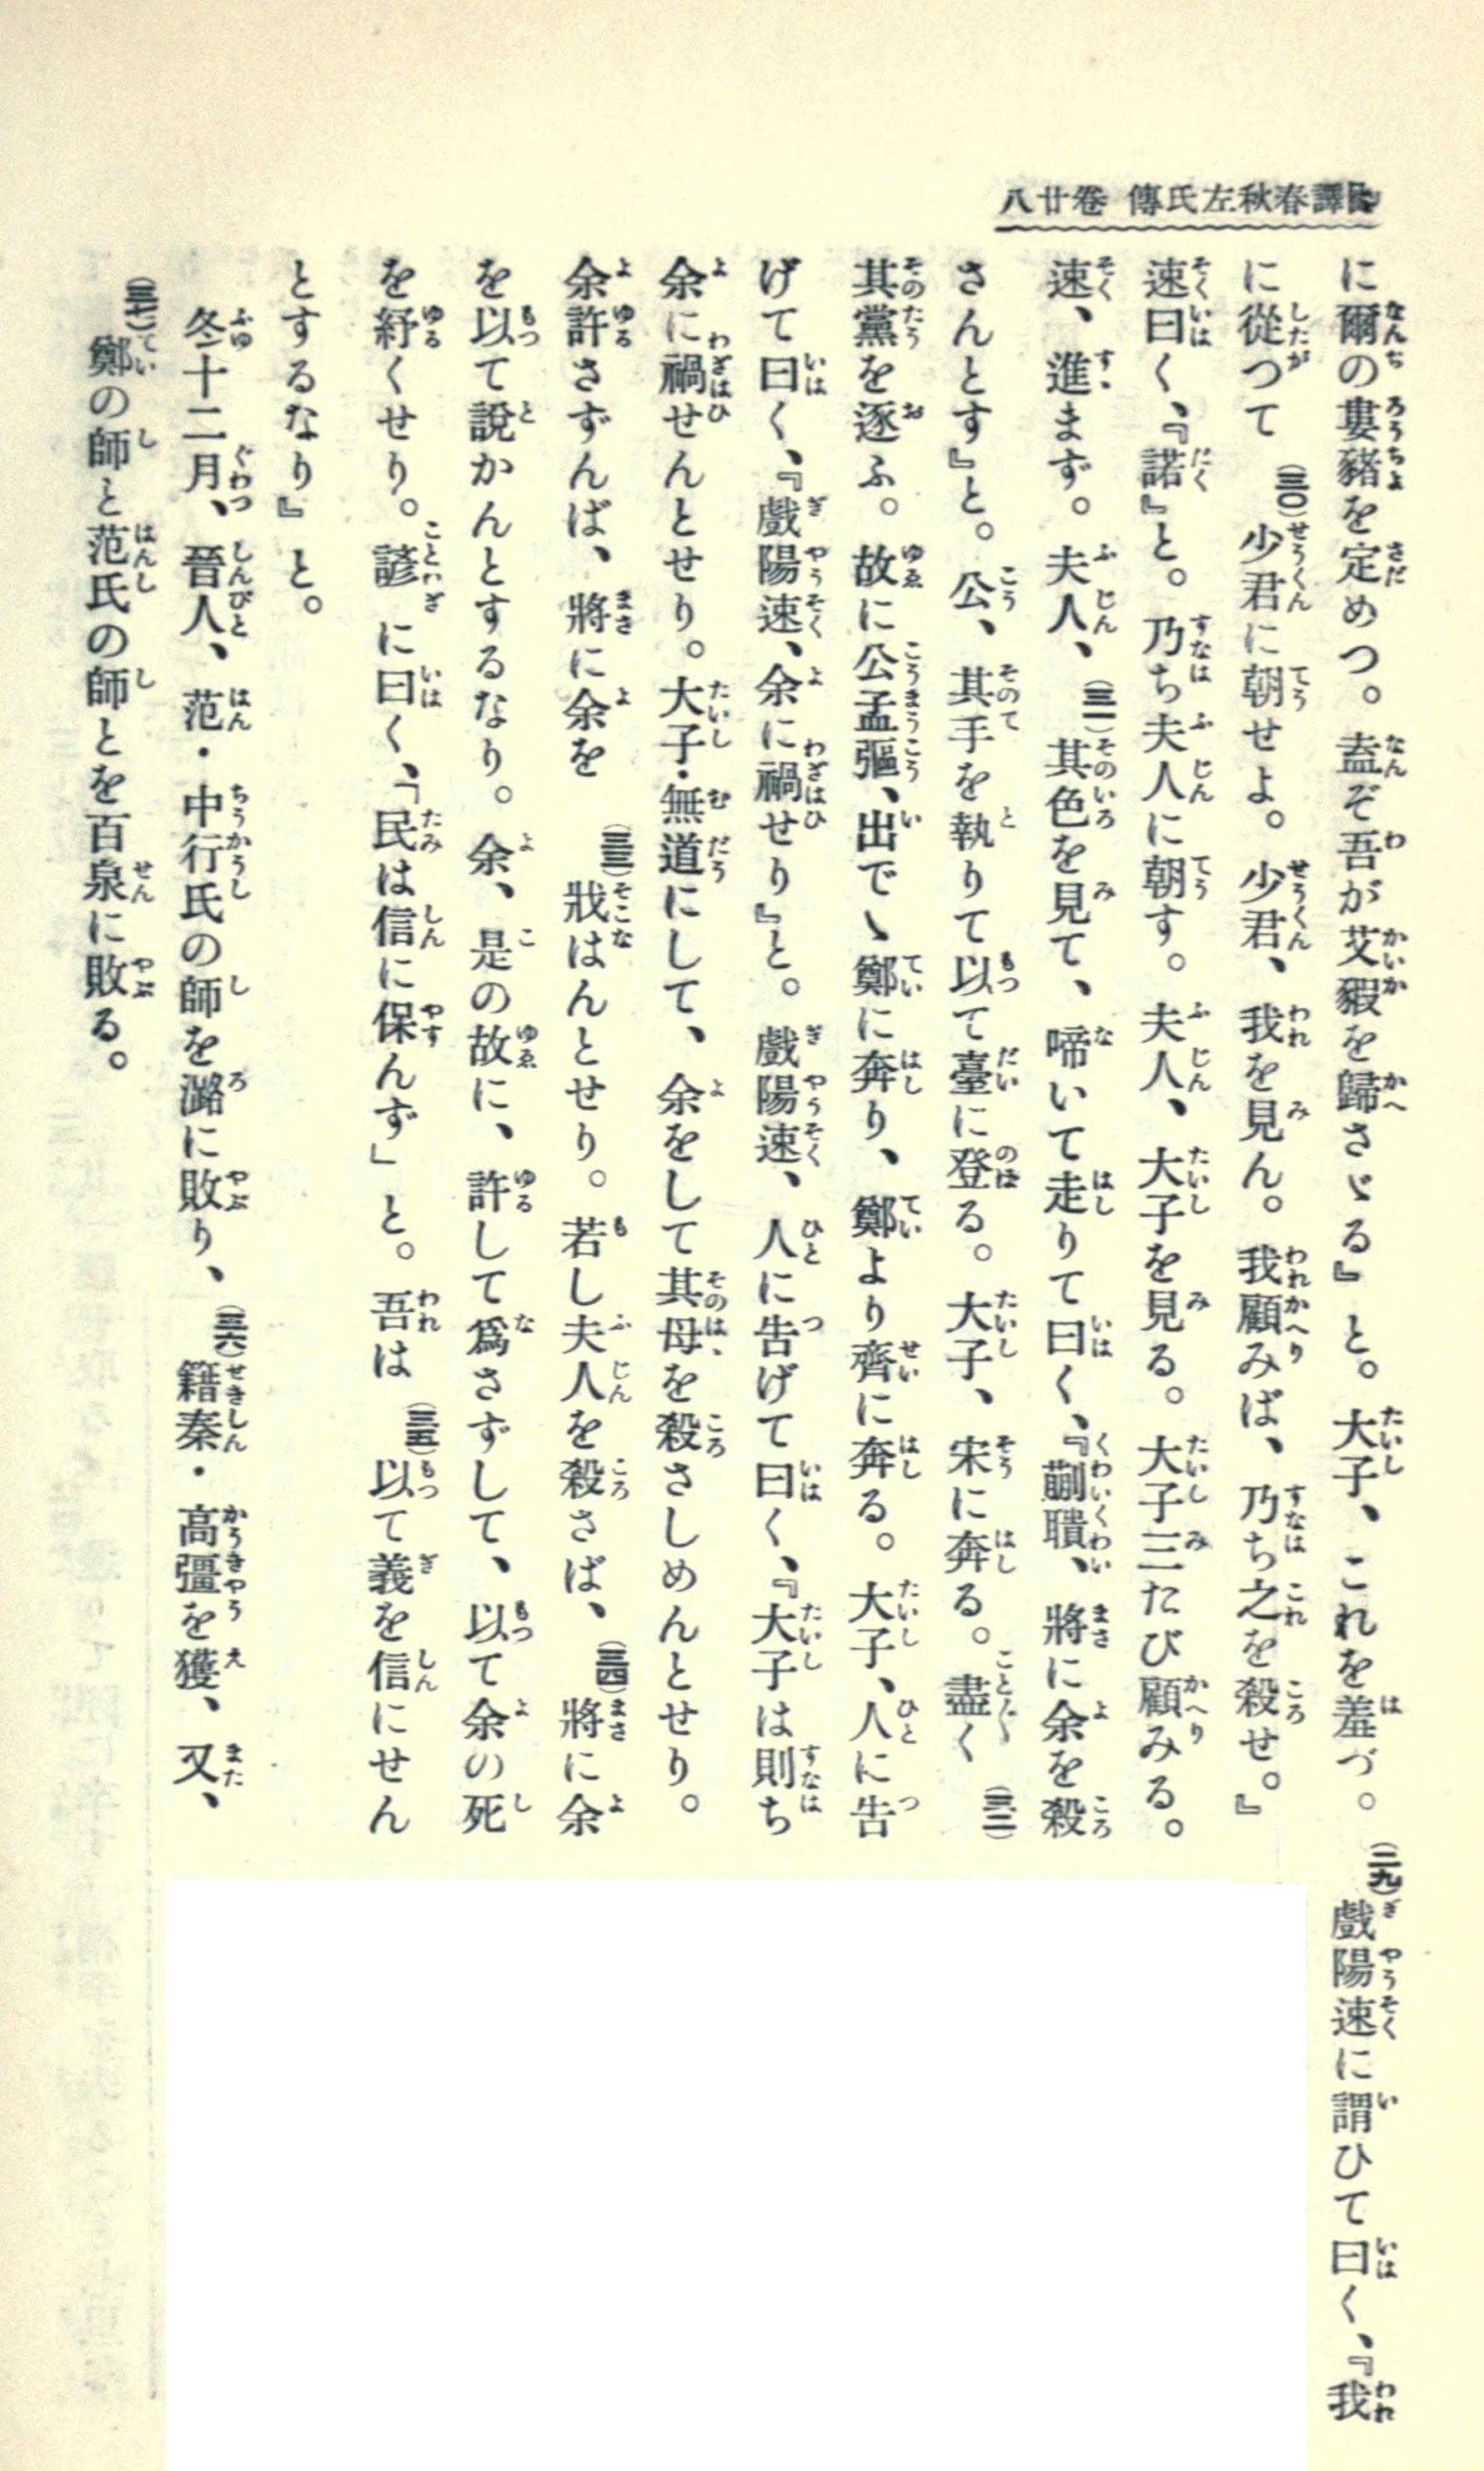 譯春秋左氏傳 卷廿八
に爾の婁豬を定めつ。盍ぞ吾が艾豭を歸さゞる』と。大子、これを羞づ。(二九)戲陽速に謂ひて曰く、『我
に從つて(三〇)少君に朝せよ。少君、我を見ん。我顧みば、乃ち之を殺せ。』
速曰く、『諾』と。乃ち夫人に朝す。夫人、大子を見る。大子三たび顧みる。
速、進まず。夫人、(三一)其色を見て、啼いて走りて曰く、『蒯聵、將に余を殺
さんとす』と。公、其手を執りて以て臺に登る。大子、宋に奔る。盡く(三二)
其黨を逐ふ。故に公孟彄、出でゝ鄭に奔り、鄭より齊に奔る。大子、人に告
げて曰く、『戲陽速、余に禍せり』と。戲陽速、人に告げて曰く、『大子は則ち
余に禍せんとせり。大子・無道にして、余をして其母を殺さしめんとせり。
余許さずんば、將に余を(三三)戕はんとせり。若し夫人を殺さば、(三四)將に余
を以て說かんとするなり。余、是の故に、許して爲さずして、以て余の死
を紓くせり。諺に曰く、「民は信に保んず」と。吾は(三五)以て義を信にせん
とするなり』と。
冬十二月、晉人、范・中行氏の師を潞に敗り、(三六)籍秦・高彊を獲、又、
(三七)鄭の師と范氏の師とを百泉に敗る。